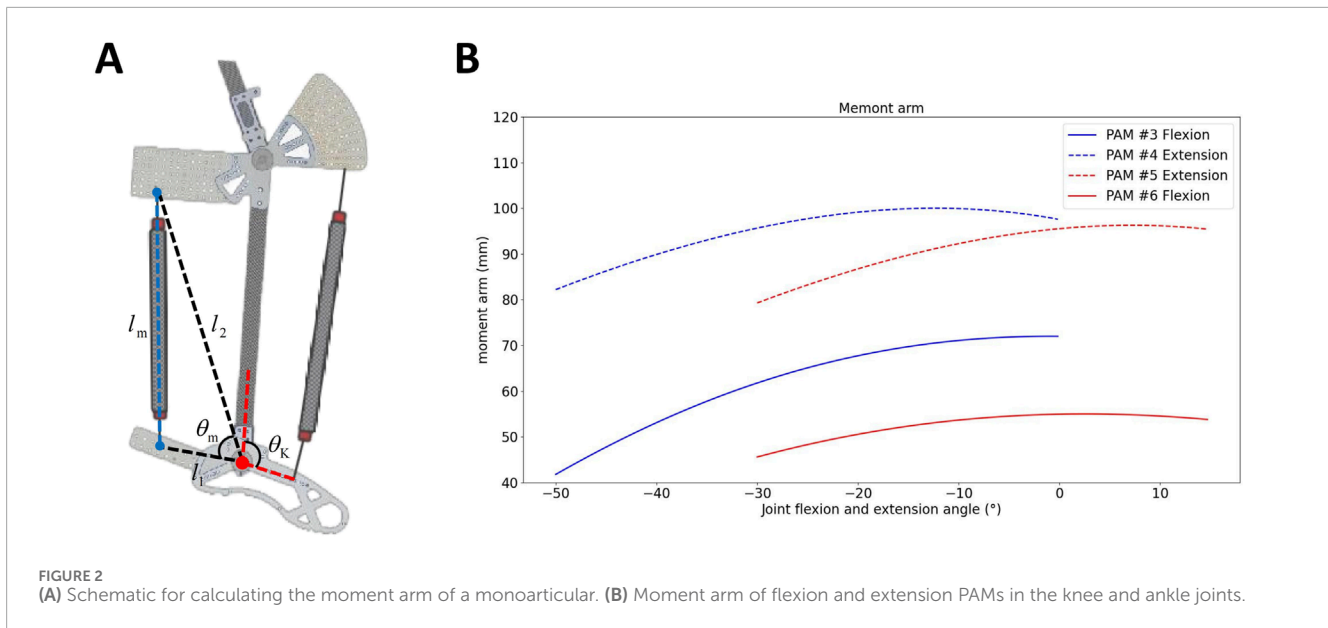 A
B
l_m
l_2
θ_m
θ_K
l_1
Memont arm
120
110
100
90
80
70
60
50
40
moment arm (mm)
PAM #3 Flexion
PAM #4 Extension
PAM #5 Extension
PAM #6 Flexion
−50 −40 −30 −20 −10 0 10
Joint flexion and extension angle (°)
FIGURE 2
(A) Schematic for calculating the moment arm of a monoarticular. (B) Moment arm of flexion and extension PAMs in the knee and ankle joints.